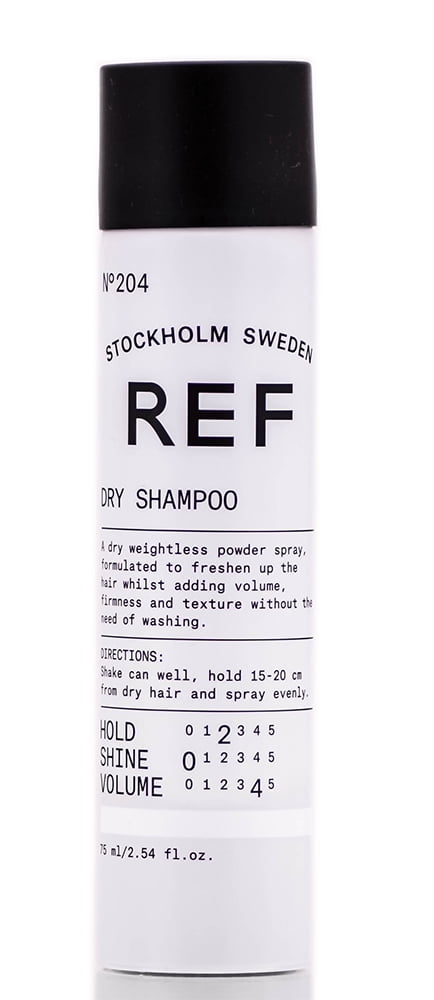 Nº204
STOCKHOLM SWEDEN
REF
DRY SHAMPOO
A dry weightless powder spray,
formulated to freshen up the
hair whilst adding volume,
firmness and texture without the
need of washing.
DIRECTIONS:
Shake can well, hold 15-20 cm
from dry hair and spray evenly.
HOLD 0 1 2 3 4 5
SHINE 0 1 2 3 4 5
VOLUME 0 1 2 3 4 5
75 ml/2.54 fl.oz.